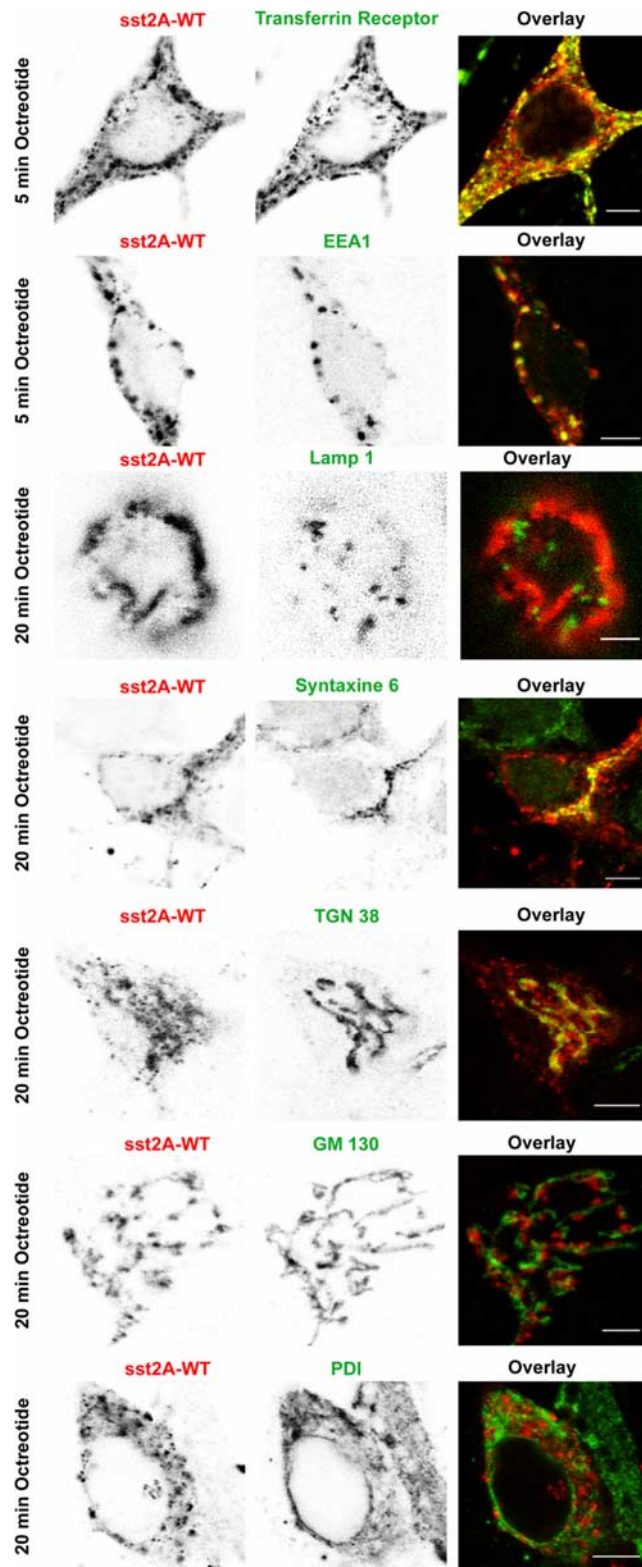 sst2A-WT Transferrin Receptor Overlay
5 min Octreotide
sst2A-WT EEA1 Overlay
5 min Octreotide
sst2A-WT Lamp 1 Overlay
20 min Octreotide
sst2A-WT Syntaxine 6 Overlay
20 min Octreotide
sst2A-WT TGN 38 Overlay
20 min Octreotide
sst2A-WT GM 130 Overlay
20 min Octreotide
sst2A-WT PDI Overlay
20 min Octreotide